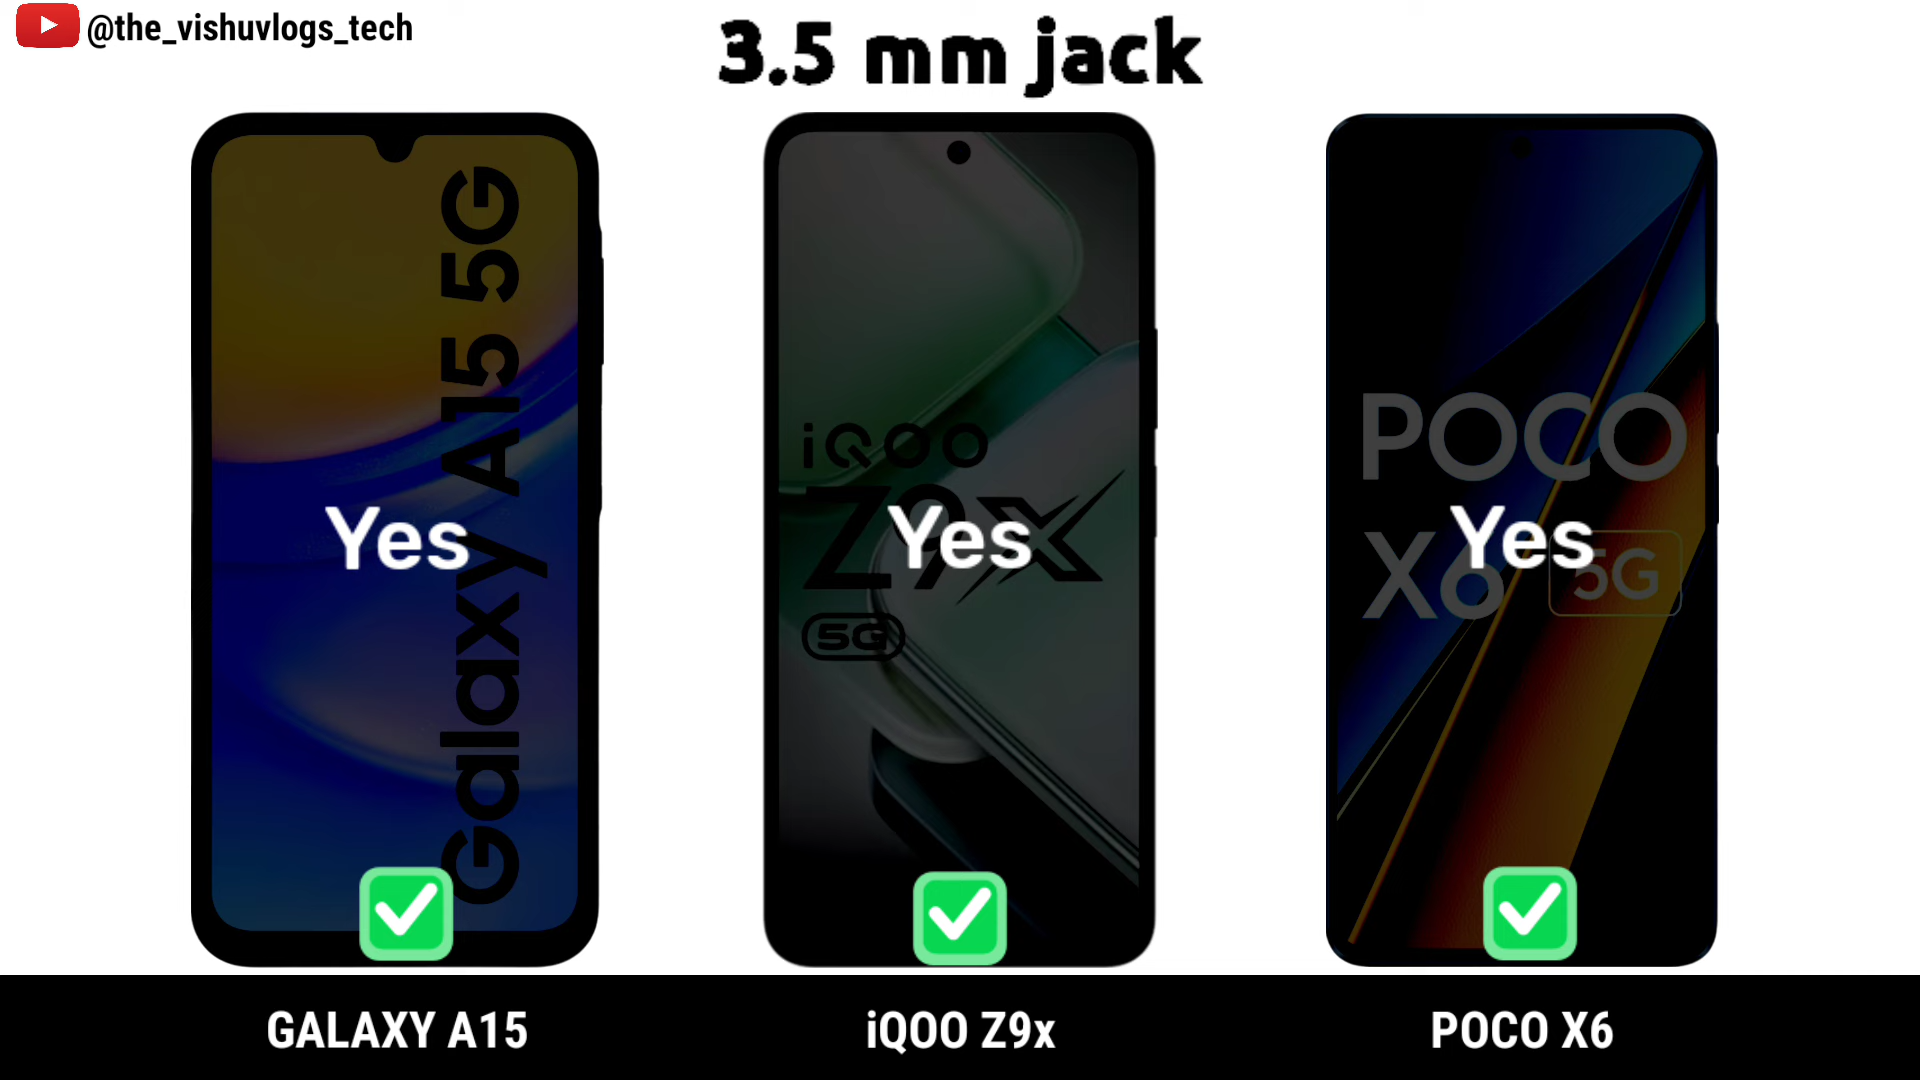 @the_vishuvlogs_tech
3.5 mm jack
Galaxy A15 5G
Yes
iQOO
Z9x
5G
Yes
POCO
X6 5G
Yes
GALAXY A15
iQOO Z9x
POCO X6